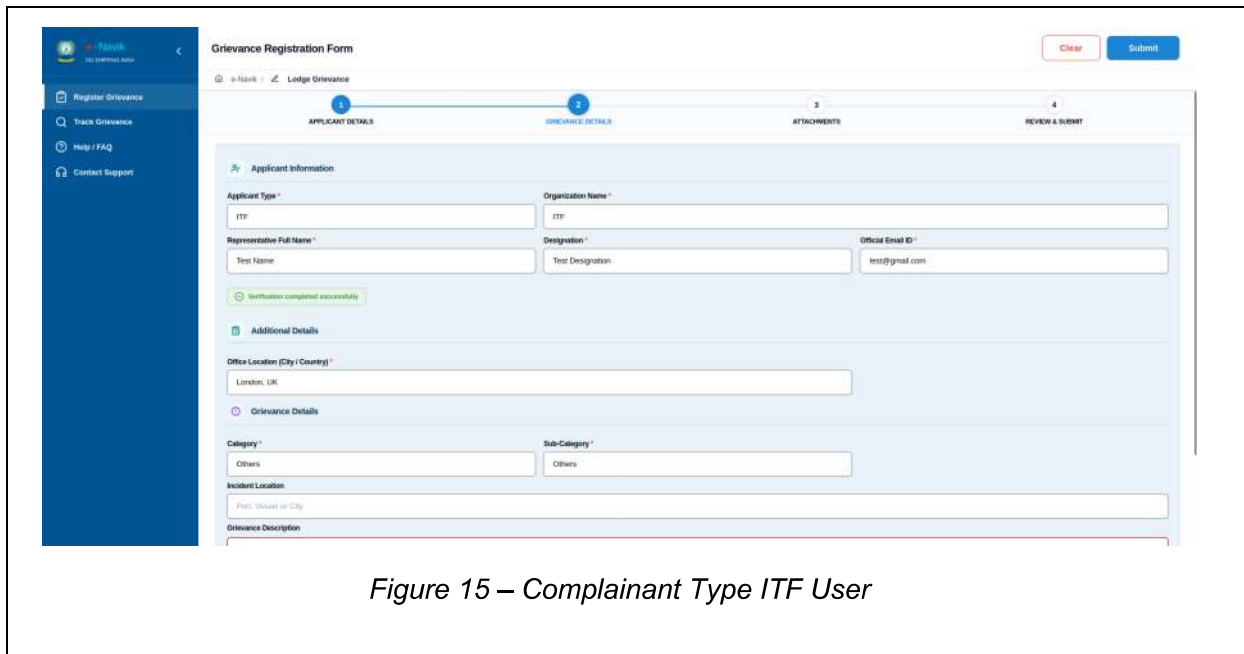 e-Navik
Grievance Registration Form
Clear
Submit
e-Navik / Lodge Grievance
Register Grievance
Track Grievance
Help / FAQ
Contact Support
1
2
3
4
APPLICANT DETAILS
GRIEVANCE DETAILS
ATTACHMENTS
REVIEW & SUBMIT
Applicant Information
Applicant Type *
Organization Name *
ITF
ITF
Representative Full Name *
Designation *
Official Email ID *
Test Name
Test Designation
test@gmail.com
Verification completed successfully
Additional Details
Office Location (City / Country) *
London, UK
Grievance Details
Category *
Sub-Category *
Others
Others
Incident Location
Port, Vessel or City
Grievance Description
Figure 15 – Complainant Type ITF User